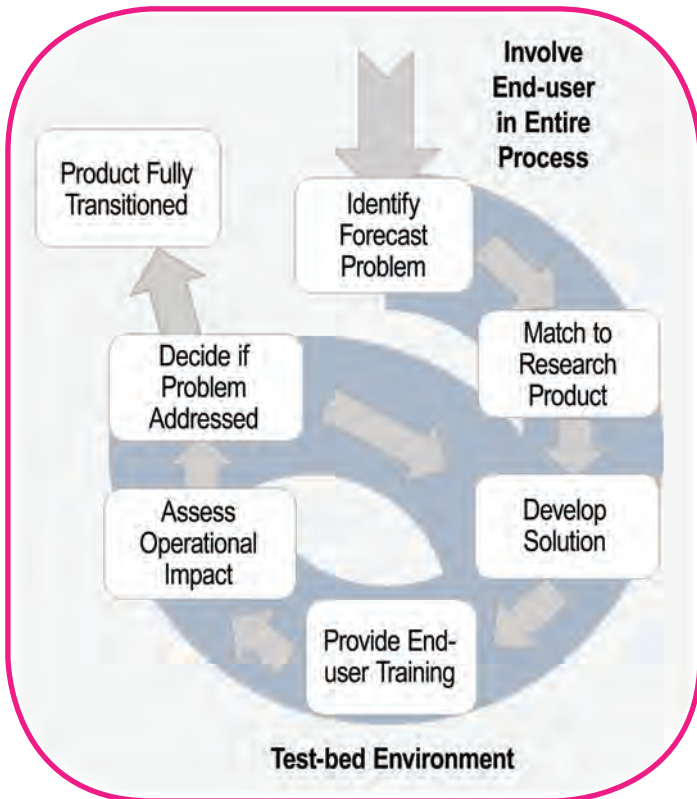 Involve
End-user
in Entire
Process
Product Fully
Transitioned
Identify
Forecast
Problem
Match to
Research
Product
Decide if
Problem
Addressed
Develop
Solution
Assess
Operational
Impact
Provide End-
user Training
Test-bed Environment